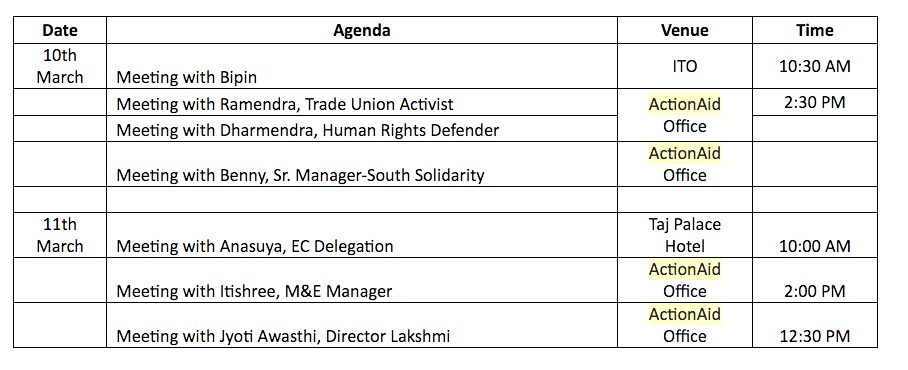 Date Agenda Venue Time
10th
March Meeting with Bipin ITO 10:30 AM
Meeting with Ramendra, Trade Union Activist ActionAid 2:30 PM
Meeting with Dharmendra, Human Rights Defender Office
ActionAid
Meeting with Benny, Sr. Manager-South Solidarity Office
11th Taj Palace
March Meeting with Anasuya, EC Delegation Hotel 10:00 AM
ActionAid
Meeting with Itishree, M&E Manager Office 2:00 PM
ActionAid
Meeting with Jyoti Awasthi, Director Lakshmi Office 12:30 PM